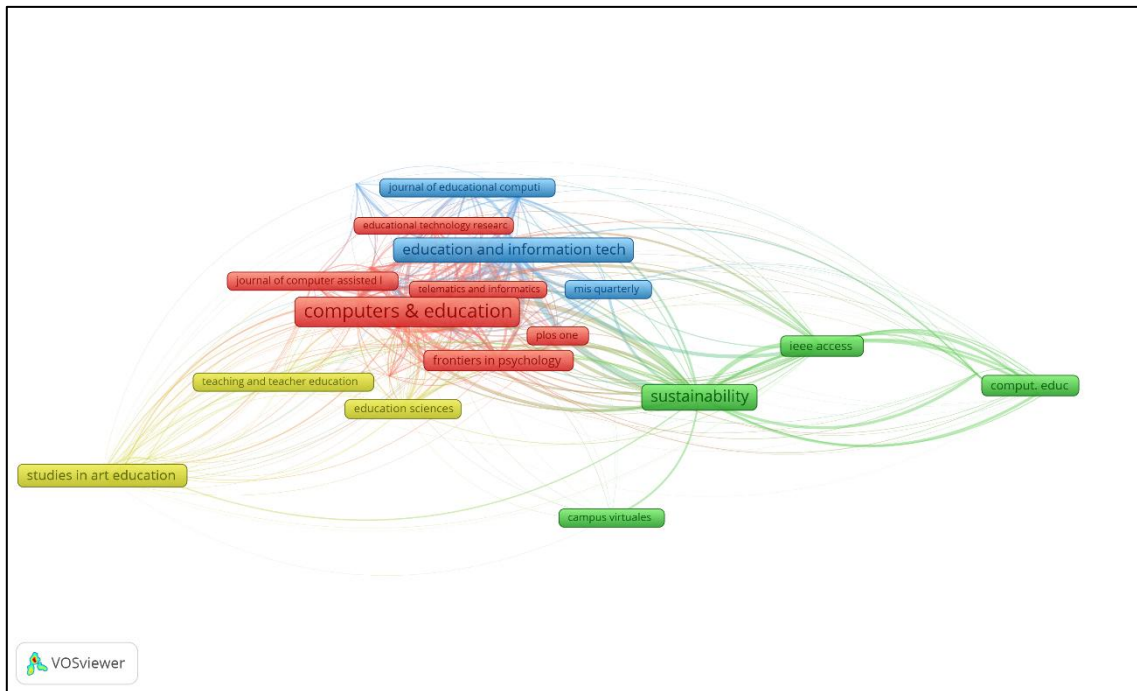 journal of educational computi
educational technology researc
education and information tech
journal of computer assisted l
telematics and informatics
mis quarterly
computers & education
plos one
ieee access
frontiers in psychology
teaching and teacher education
comput. educ
sustainability
education sciences
studies in art education
campus virtuales
VOSviewer